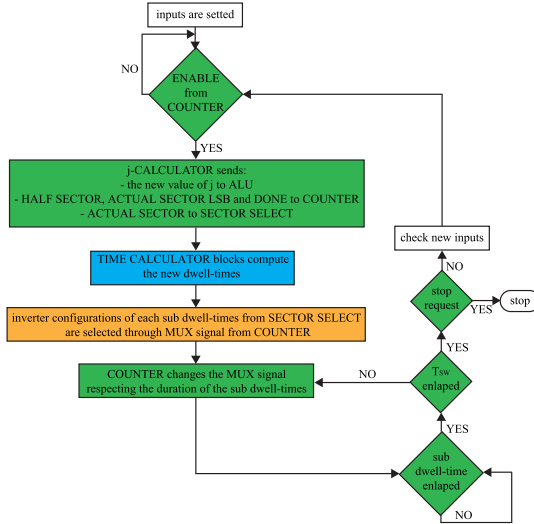 inputs are setted
NO
ENABLE
from
COUNTER
YES
j-CALCULATOR sends:
- the new value of j to ALU
- HALF SECTOR, ACTUAL SECTOR LSB and DONE to COUNTER
- ACTUAL SECTOR to SECTOR SELECT
TIME CALCULATOR blocks compute
the new dwell-times
inverter configurations of each sub dwell-times from SECTOR SELECT
are selected through MUX signal from COUNTER
COUNTER changes the MUX signal
respecting the duration of the sub dwell-times
check new inputs
NO
stop
request
YES
stop
YES
Tsw
enlaped
NO
YES
sub
dwell-time
enlaped
NO